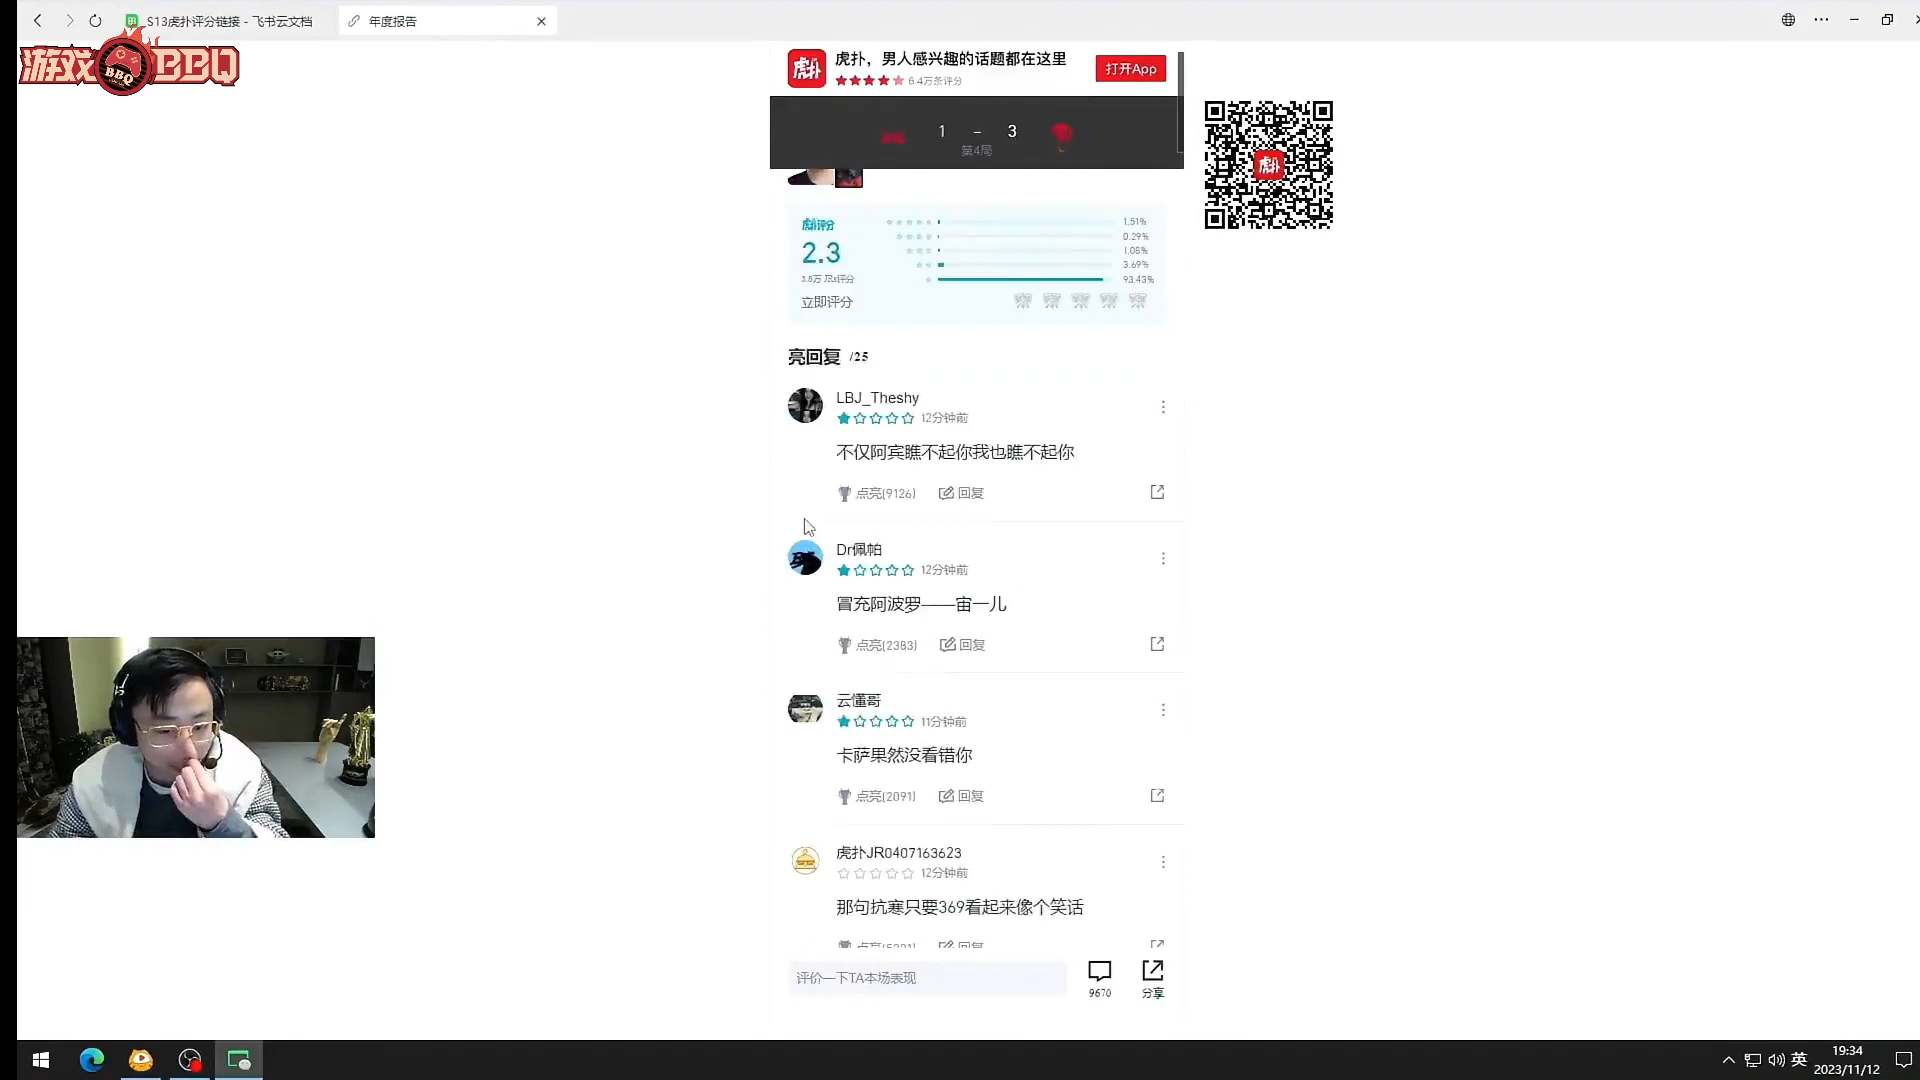 S13虎扑评分链接 - 飞书云文档
年度报告
游戏BBQ
BBQ
虎扑，男人感兴趣的话题都在这里
6.4万条评分
打开App
虎扑
1 - 3
第4局
虎扑评分
2.3
立即评分
1.51%
0.29%
1.08%
3.69%
93.43%
亮回复 /25
LBJ_Theshy
12分钟前
不仅阿宾瞧不起你我也瞧不起你
点亮(9126) 回复
Dr佩帕
12分钟前
冒充阿波罗——宙一儿
点亮(2383) 回复
云懂哥
11分钟前
卡萨果然没看错你
点亮(2091) 回复
虎扑JR0407163623
12分钟前
那句抗寒只要369看起来像个笑话
评价一下TA本场表现
9670
分享
英
19:34
2023/11/12